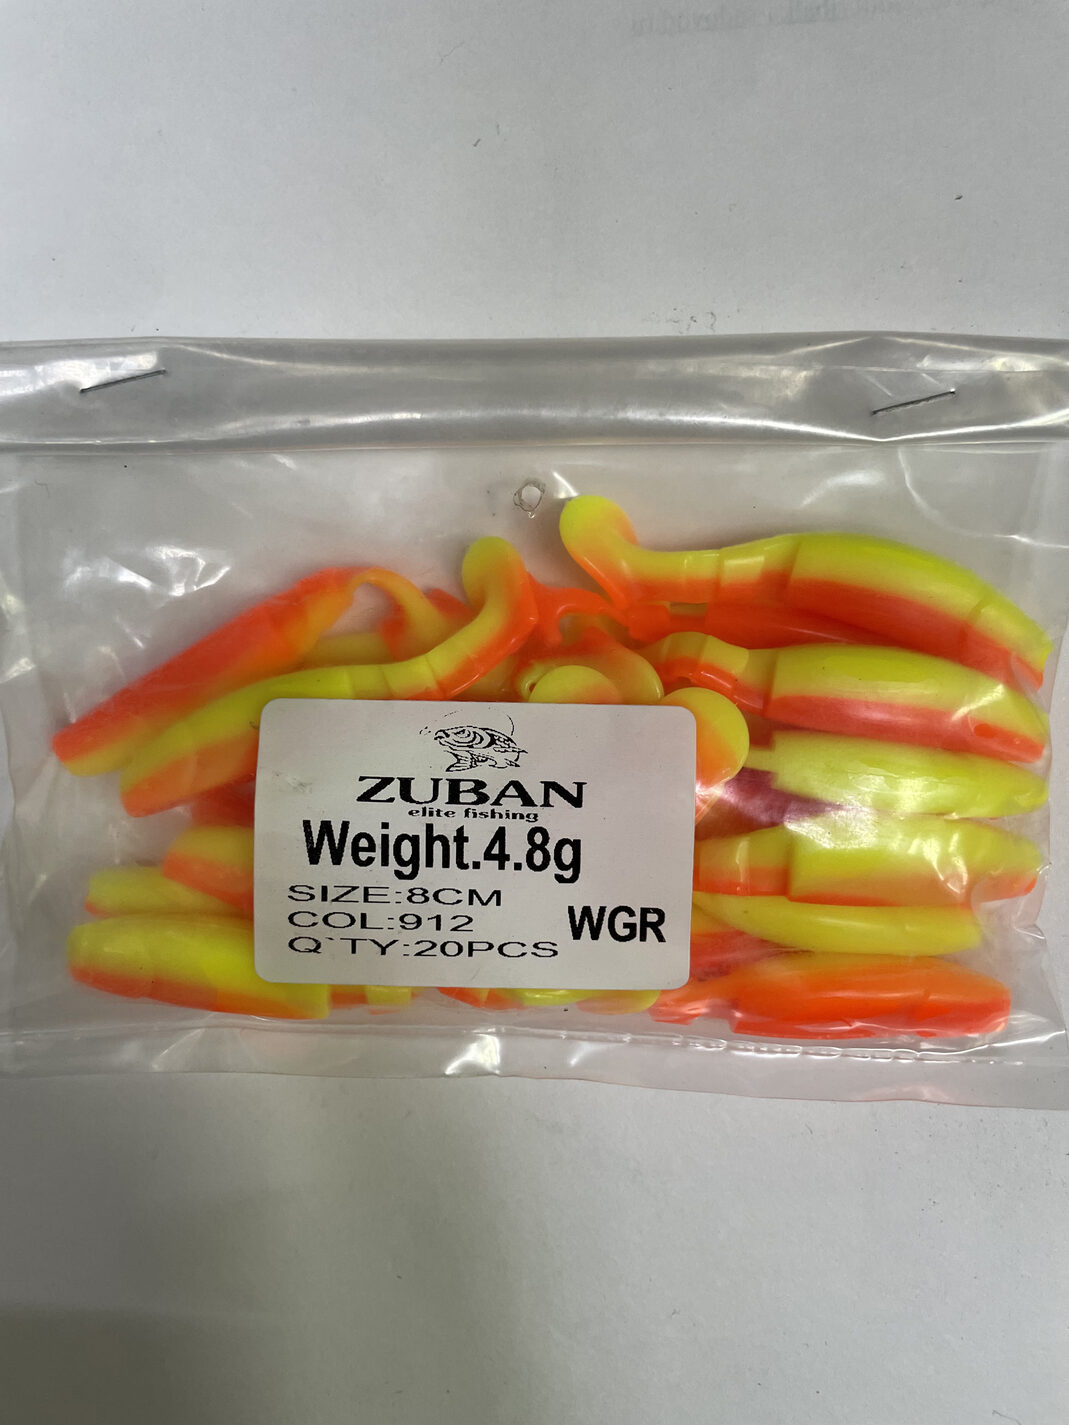 ZUBAN
elite fishing
Weight.4.8g
SIZE:8CM
COL:912
WGR
Q`TY:20PCS